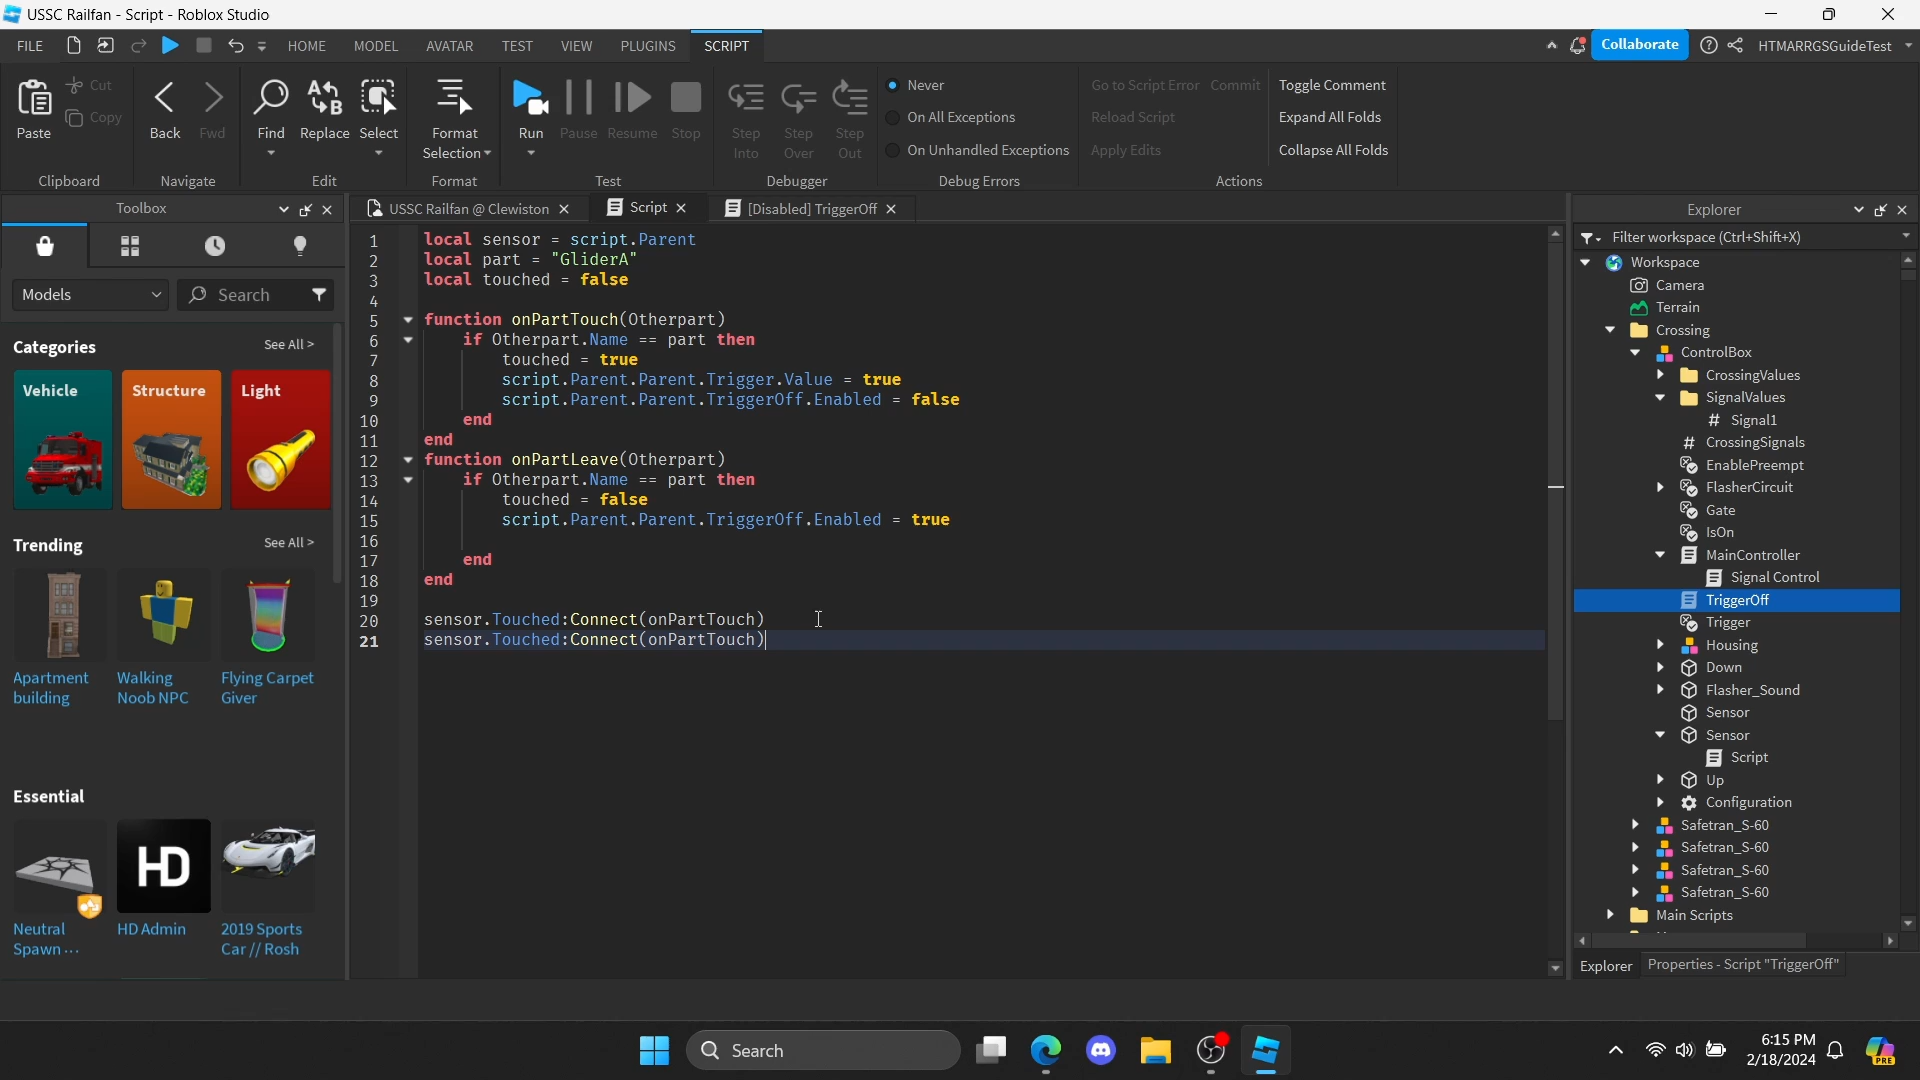 USSC Railfan - Script - Roblox Studio
FILE HOME MODEL AVATAR TEST VIEW PLUGINS SCRIPT Collaborate HTMARRGSGuideTest
Paste Cut Copy Back Fwd Find Replace Select Format Selection Run Pause Resume Stop Step Into Step Over Step Out
Never
On All Exceptions
On Unhandled Exceptions
Go to Script Error Commit
Reload Script
Apply Edits
Toggle Comment
Expand All Folds
Collapse All Folds
Clipboard Navigate Edit Format Test Debugger Debug Errors Actions
Toolbox
Models Search
Categories See All >
Vehicle Structure Light
Trending See All >
Apartment building
Walking Noob NPC
Flying Carpet Giver
Essential
HD
Neutral Spawn ...
HD Admin
2019 Sports Car // Rosh
USSC Railfan @ Clewiston Script [Disabled] TriggerOff
1 local sensor = script.Parent
2 local part = "GliderA"
3 local touched = false
4
5 function onPartTouch(Otherpart)
6 if Otherpart.Name == part then
7 touched = true
8 script.Parent.Parent.Trigger.Value = true
9 script.Parent.Parent.TriggerOff.Enabled = false
10 end
11 end
12 function onPartLeave(Otherpart)
13 if Otherpart.Name == part then
14 touched = false
15 script.Parent.Parent.TriggerOff.Enabled = true
16
17 end
18 end
19
20 sensor.Touched:Connect(onPartTouch)
21 sensor.Touched:Connect(onPartTouch)
Explorer
Filter workspace (Ctrl+Shift+X)
Workspace
Camera
Terrain
Crossing
ControlBox
CrossingValues
SignalValues
# Signal1
# CrossingSignals
EnablePreempt
FlasherCircuit
Gate
IsOn
MainController
Signal Control
TriggerOff
Trigger
Housing
Down
Flasher_Sound
Sensor
Sensor
Script
Up
Configuration
Safetran_S-60
Safetran_S-60
Safetran_S-60
Safetran_S-60
Main Scripts
Explorer Properties - Script "TriggerOff"
Search
6:15 PM
2/18/2024
PRE